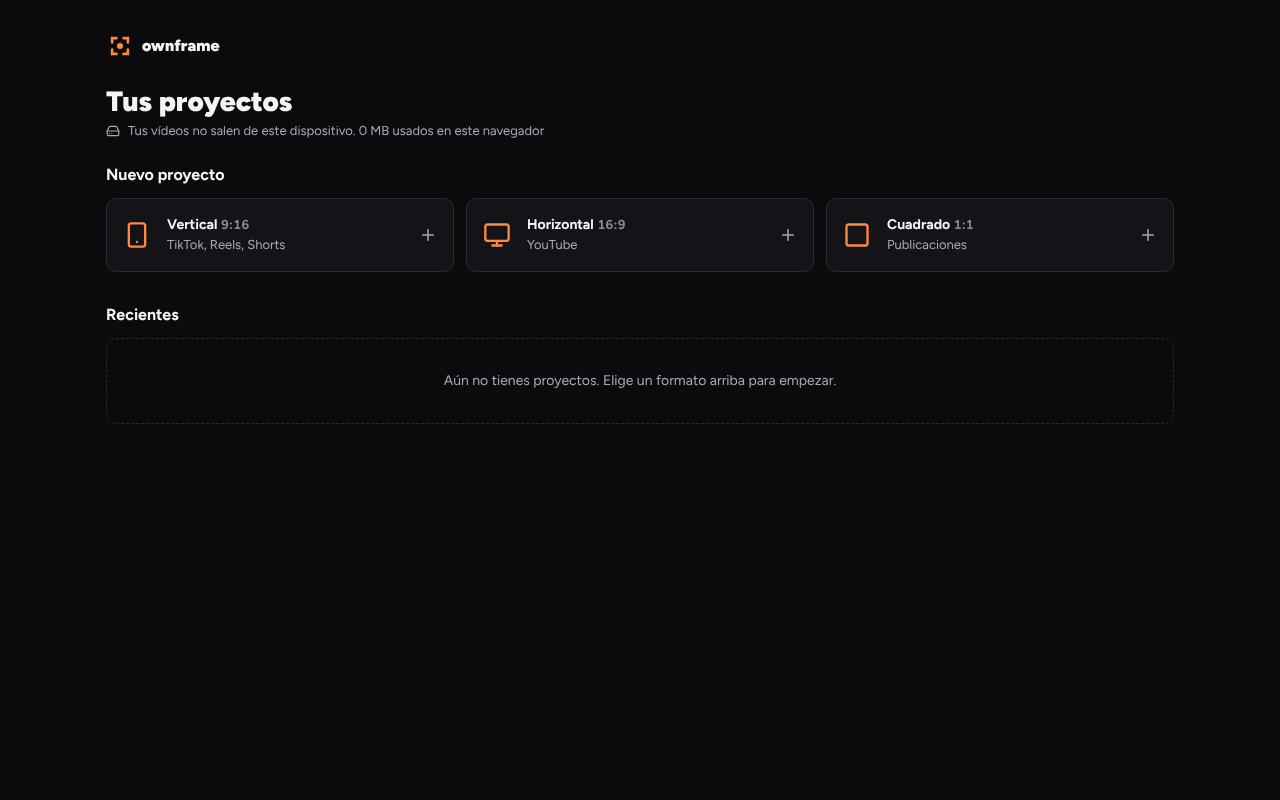 ownframe
Tus proyectos
Tus vídeos no salen de este dispositivo. 0 MB usados en este navegador
Nuevo proyecto
Vertical 9:16
TikTok, Reels, Shorts
Horizontal 16:9
YouTube
Cuadrado 1:1
Publicaciones
Recientes
Aún no tienes proyectos. Elige un formato arriba para empezar.